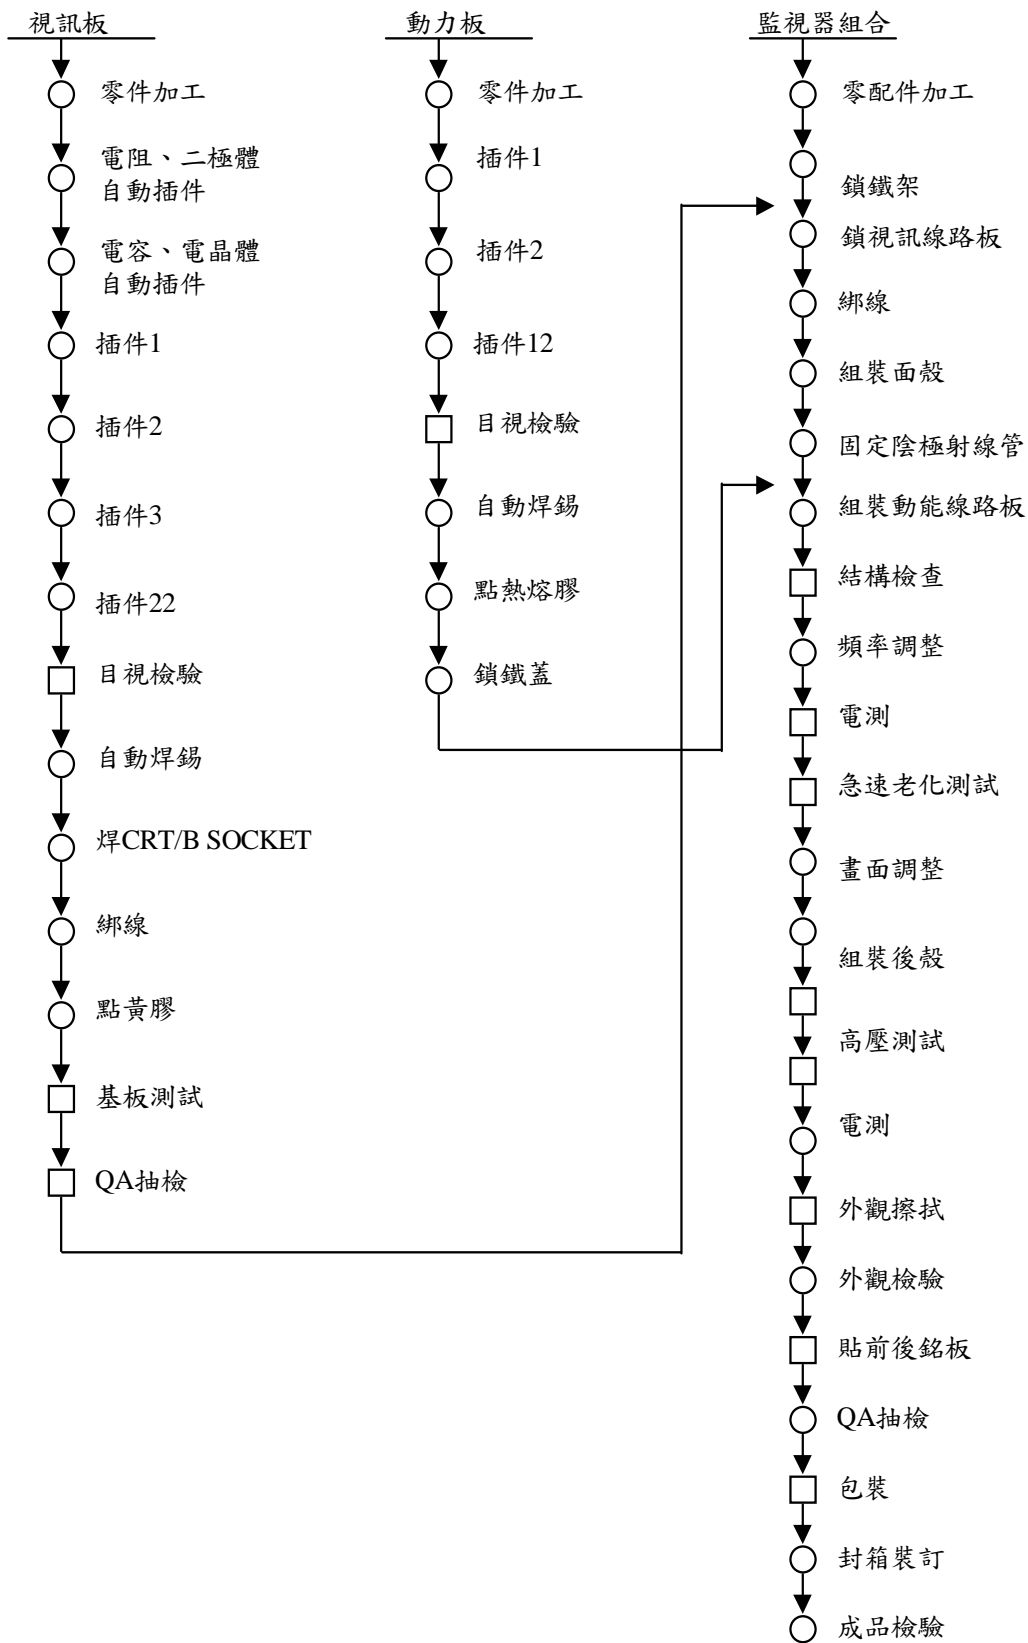 視訊板
零件加工
電阻、二極體
自動插件
電容、電晶體
自動插件
插件1
插件2
插件3
插件22
目視檢驗
自動焊錫
焊CRT/B SOCKET
綁線
點黃膠
基板測試
QA抽檢
動力板
零件加工
插件1
插件2
插件12
目視檢驗
自動焊錫
點熱熔膠
鎖鐵蓋
監視器組合
零配件加工
鎖鐵架
鎖視訊線路板
綁線
組裝面殼
固定陰極射線管
組裝動能線路板
結構檢查
頻率調整
電測
急速老化測試
畫面調整
組裝後殼
高壓測試
電測
外觀擦拭
外觀檢驗
貼前後銘板
QA抽檢
包裝
封箱裝訂
成品檢驗